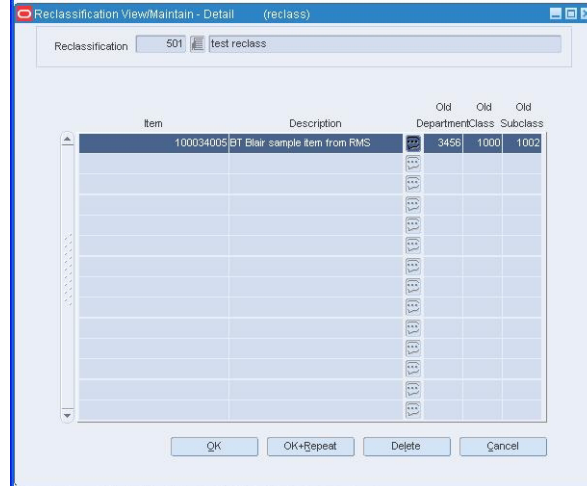 Reclassification View/Maintain - Detail (reclass)
Reclassification 501 test reclass
Old Old Old
Item Description Department Class Subclass
100034005 BT Blair sample item from RMS 3456 1000 1002
OK OK+Repeat Delete Cancel